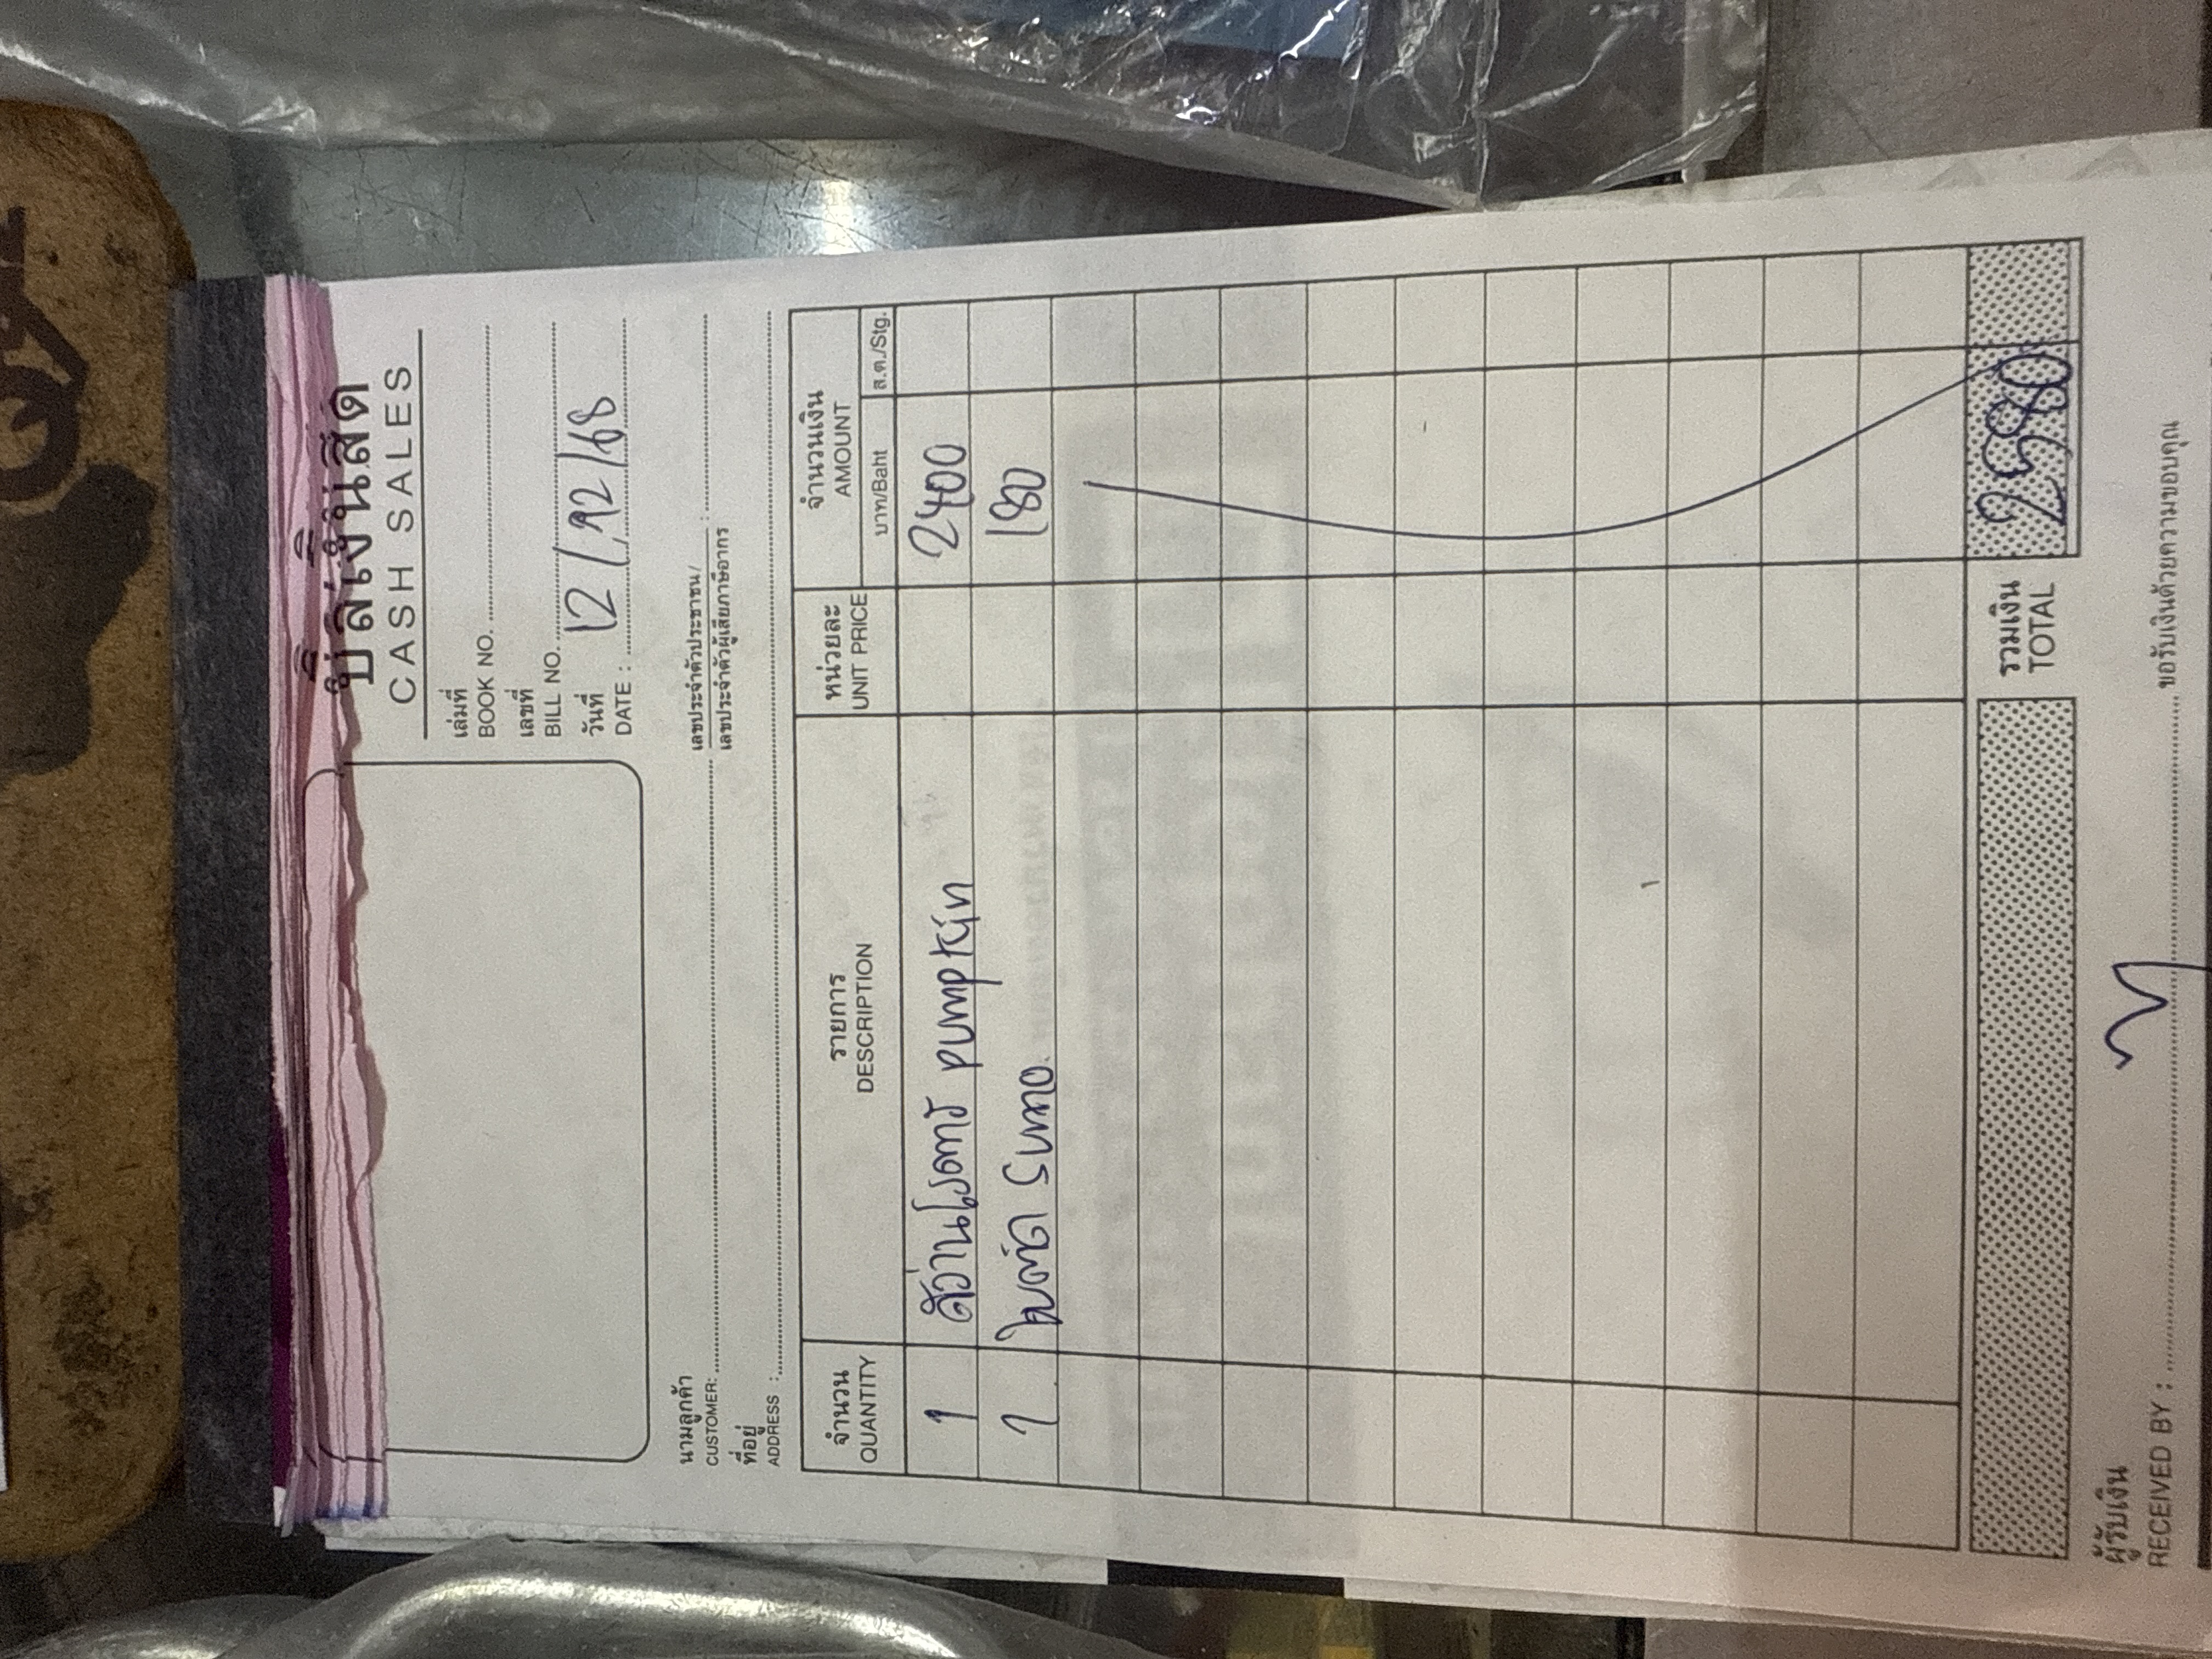 บิลเงินสด
CASH SALES
เล่มที่
BOOK NO.
เลขที่
BILL NO.
วันที่
DATE : 12/12/68
นามลูกค้า
CUSTOMER:
เลขประจำตัวประชาชน/
เลขประจำตัวผู้เสียภาษีอากร :
ที่อยู่
ADDRESS :
จำนวน รายการ หน่วยละ จำนวนเงิน
QUANTITY DESCRIPTION UNIT PRICE AMOUNT
บาท/Baht ส.ต./Stg.
1 สว่านโรตารี่ pumpkin 2400
2 sumo 180
รวมเงิน
TOTAL 2580
ผู้รับเงิน
RECEIVED BY : ขอรับเงินด้วยความขอบคุณ